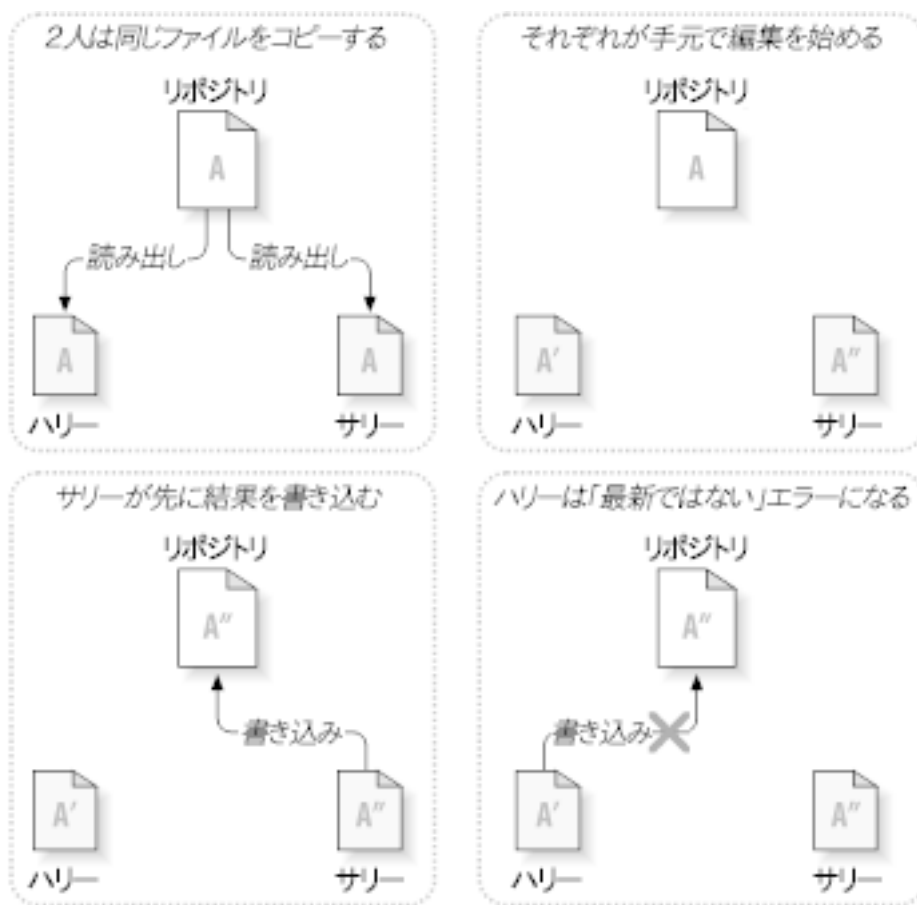 2人は同じファイルをコピーする
リポジトリ
A
読み出し
読み出し
A
A
ハリー
サリー
それぞれが手元で編集を始める
リポジトリ
A
A′
A″
ハリー
サリー
サリーが先に結果を書き込む
リポジトリ
A″
書き込み
A′
A″
ハリー
サリー
ハリーは「最新ではない」エラーになる
リポジトリ
A″
書き込み
A′
A″
ハリー
サリー